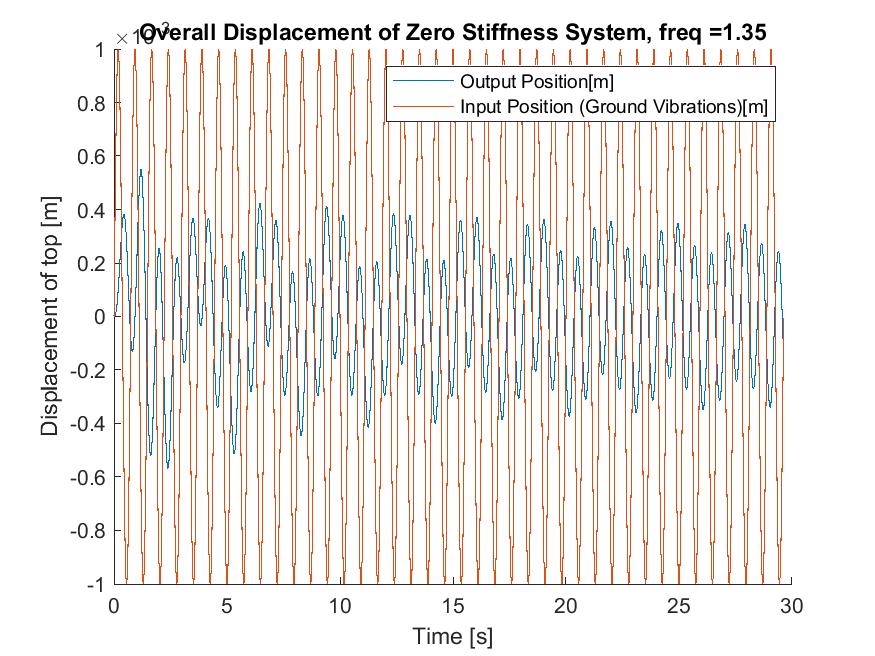 ×10-3
Overall Displacement of Zero Stiffness System, freq =1.35
1
0.8
0.6
0.4
0.2
0
-0.2
-0.4
-0.6
-0.8
-1
Displacement of top [m]
Output Position[m]
Input Position (Ground Vibrations)[m]
0 5 10 15 20 25 30
Time [s]